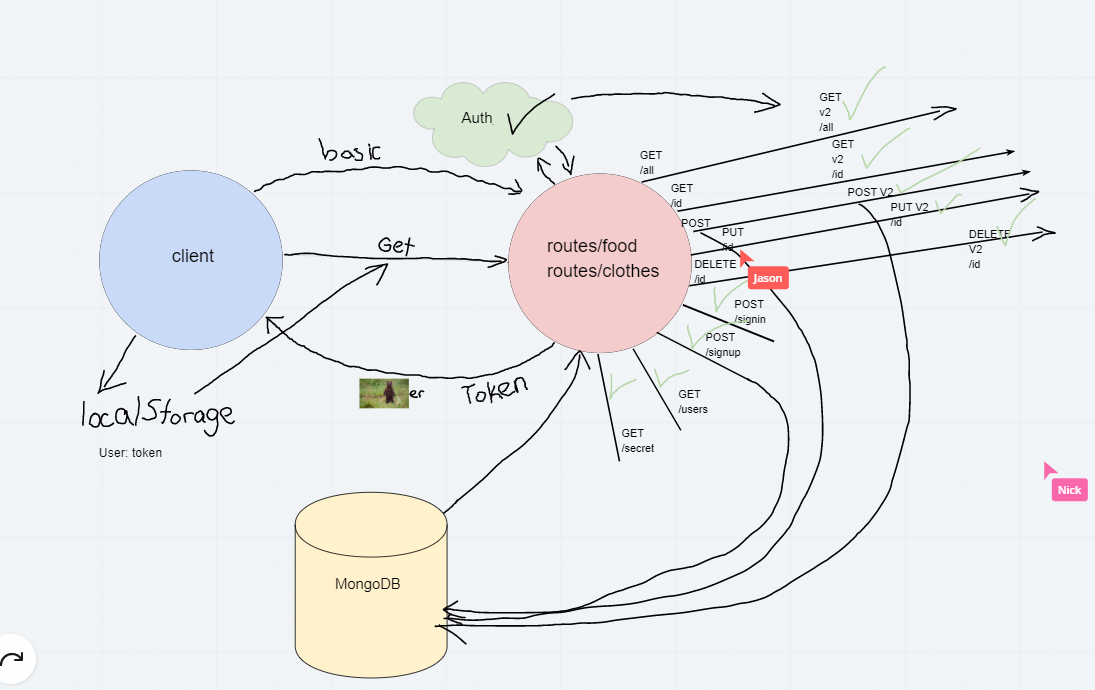 Auth
basic
client
Get
routes/food
routes/clothes
GET
/all
GET
/id
POST
PUT
/id
DELETE
/id
GET
v2
/all
GET
v2
/id
POST V2
PUT V2
/id
DELETE
V2
/id
Jason
POST
/signin
POST
/signup
GET
/users
GET
/secret
er Token
localStorage
User: token
MongoDB
Nick